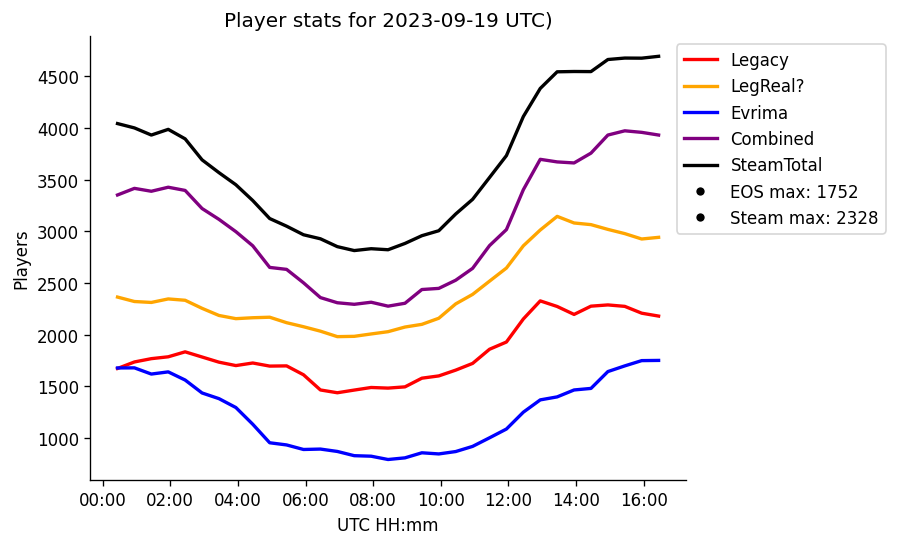 Player stats for 2023-09-19 UTC)
Players
4500
4000
3500
3000
2500
2000
1500
1000
00:00 02:00 04:00 06:00 08:00 10:00 12:00 14:00 16:00
UTC HH:mm
Legacy
LegReal?
Evrima
Combined
SteamTotal
EOS max: 1752
Steam max: 2328